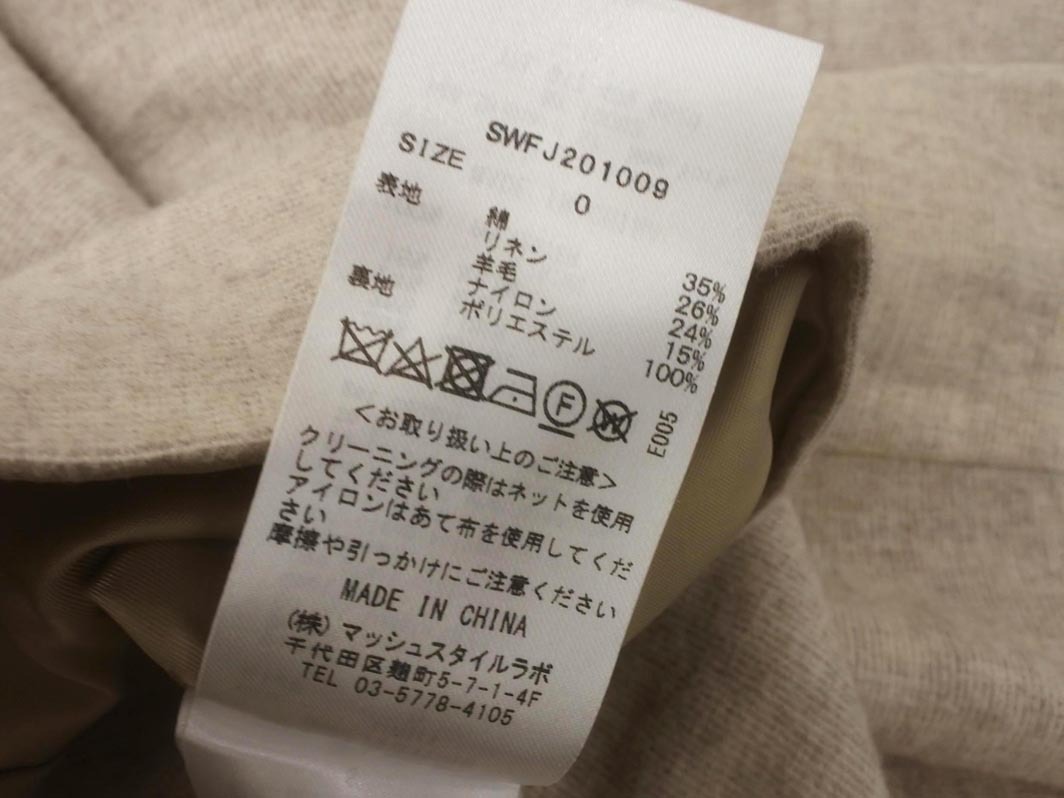 SWFJ201009
SIZE 0
表地 綿 35%
リネン 26%
羊毛 24%
ナイロン 15%
裏地 ポリエステル 100%
F
W
E005
<お取り扱い上のご注意>
クリーニングの際はネットを使用
してください
アイロンはあて布を使用してくだ
さい
摩擦や引っかけにご注意ください
MADE IN CHINA
(株)マッシュスタイルラボ
千代田区麹町5-7-1-4F
TEL 03-5778-4105